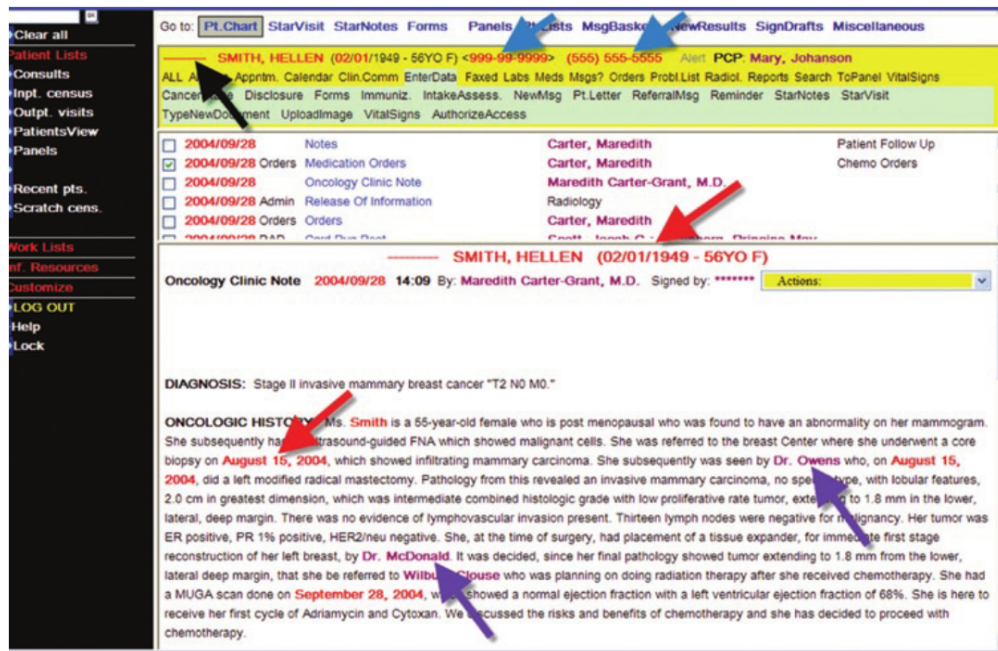 Go to: Pt.Chart StarVisit StarNotes Forms Panels Lists MsgBaske NewResults SignDrafts Miscellaneous
Clear all
Patient Lists
Consults
Inpt. census
Outpt. visits
PatientsView
Panels
Recent pts.
Scratch cens.
Work Lists
Inf. Resources
Customize
LOG OUT
Help
Lock
-------- SMITH, HELLEN (02/01/1949 - 56YO F) <999-99-9999> (555) 555-5555 Alert PCP: Mary, Johanson
ALL Appntm. Calendar Clin.Comm EnterData Faxed Labs Meds Msgs? Orders Probl.List Radiol. Reports Search ToPanel VitalSigns
Cancer Disclosure Forms Immuniz. IntakeAssess. NewMsg Pt.Letter ReferralMsg Reminder StarNotes StarVisit
TypeNewDocument UploadImage VitalSigns AuthorizeAccess
2004/09/28 Notes Carter, Maredith Patient Follow Up
2004/09/28 Orders Medication Orders Carter, Maredith Chemo Orders
2004/09/28 Oncology Clinic Note Maredith Carter-Grant, M.D.
2004/09/28 Admin Release Of Information Radiology
2004/09/28 Orders Orders Carter, Maredith
-------- SMITH, HELLEN (02/01/1949 - 56YO F)
Oncology Clinic Note 2004/09/28 14:09 By: Maredith Carter-Grant, M.D. Signed by: ******* Actions:
DIAGNOSIS: Stage II invasive mammary breast cancer "T2 N0 M0."
ONCOLOGIC HISTORY Ms. Smith is a 55-year-old female who is post menopausal who was found to have an abnormality on her mammogram.
She subsequently ha ultrasound-guided FNA which showed malignant cells. She was referred to the breast Center where she underwent a core
biopsy on August 15, 2004, which showed infiltrating mammary carcinoma. She subsequently was seen by Dr. Owens who, on August 15,
2004, did a left modified radical mastectomy. Pathology from this revealed an invasive mammary carcinoma, no spe type, with lobular features,
2.0 cm in greatest dimension, which was intermediate combined histologic grade with low proliferative rate tumor, extending to 1.8 mm in the lower,
lateral, deep margin. There was no evidence of lymphovascular invasion present. Thirteen lymph nodes were negative for malignancy. Her tumor was
ER positive, PR 1% positive, HER2/neu negative. She, at the time of surgery, had placement of a tissue expander, for immediate first stage
reconstruction of her left breast, by Dr. McDonald. It was decided, since her final pathology showed tumor extending to 1.8 mm from the lower,
lateral deep margin, that she be referred to Wilbur Clouse who was planning on doing radiation therapy after she received chemotherapy. She had
a MUGA scan done on September 28, 2004, which showed a normal ejection fraction with a left ventricular ejection fraction of 68%. She is here to
receive her first cycle of Adriamycin and Cytoxan. We discussed the risks and benefits of chemotherapy and she has decided to proceed with
chemotherapy.